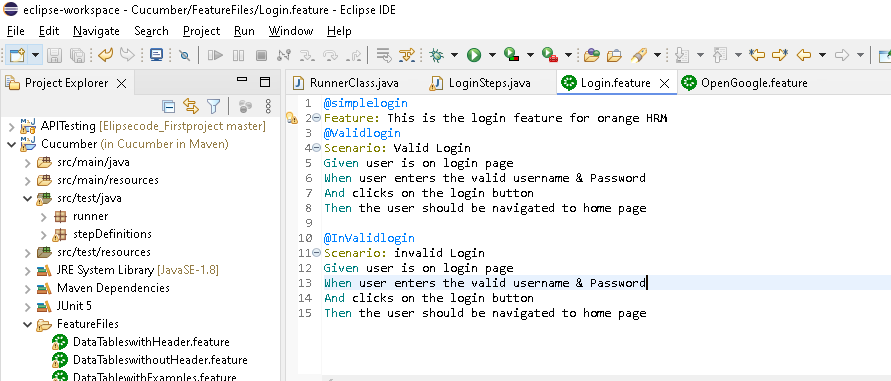 eclipse-workspace - Cucumber/FeatureFiles/Login.feature - Eclipse IDE
File Edit Navigate Search Project Run Window Help
Project Explorer
RunnerClass.java LoginSteps.java Login.feature OpenGoogle.feature
APITesting [Elipsecode_Firstproject master]
Cucumber (in Cucumber in Maven)
src/main/java
src/main/resources
src/test/java
runner
stepDefinitions
src/test/resources
JRE System Library [JavaSE-1.8]
Maven Dependencies
JUnit 5
FeatureFiles
DataTableswithHeader.feature
DataTableswithoutHeader.feature
DataTablewithExamples.feature
1 @simplelogin
2 Feature: This is the login feature for orange HRM
3 @Validlogin
4 Scenario: Valid Login
5 Given user is on login page
6 When user enters the valid username & Password
7 And clicks on the login button
8 Then the user should be navigated to home page
9
10 @InValidlogin
11 Scenario: invalid Login
12 Given user is on login page
13 When user enters the valid username & Password
14 And clicks on the login button
15 Then the user should be navigated to home page